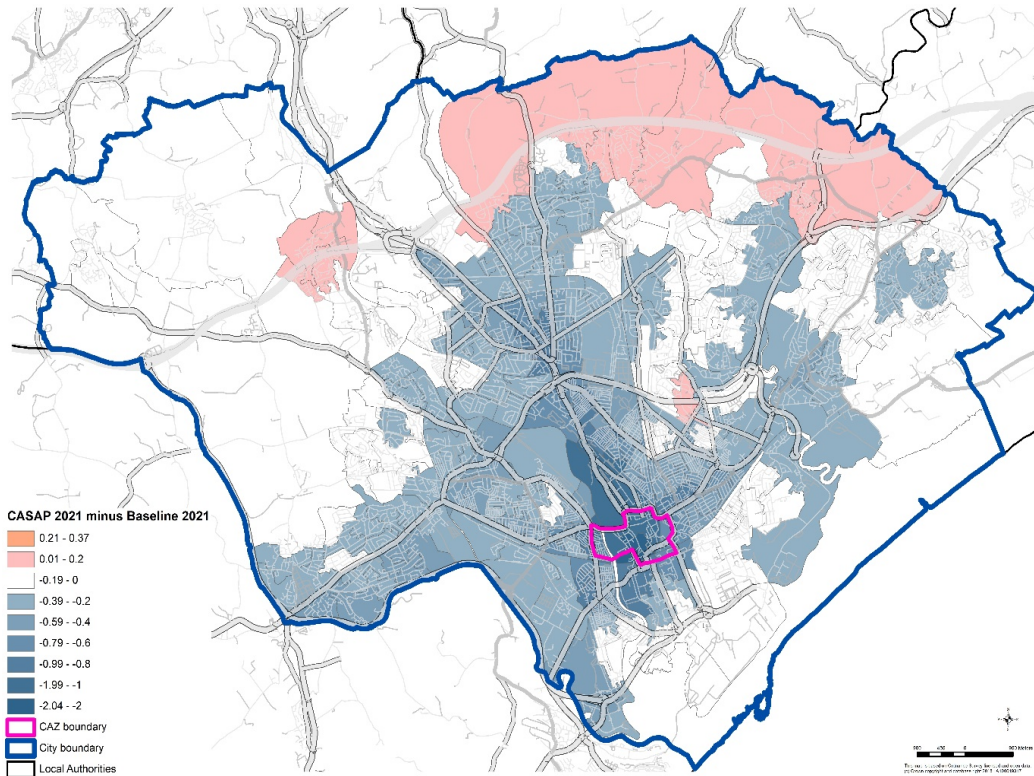 CASAP 2021 minus Baseline 2021
0.21 - 0.37
0.01 - 0.2
-0.19 - 0
-0.39 - -0.2
-0.59 - -0.4
-0.79 - -0.6
-0.99 - -0.8
-1.99 - -1
-2.04 - -2
CAZ boundary
City boundary
Local Authorities